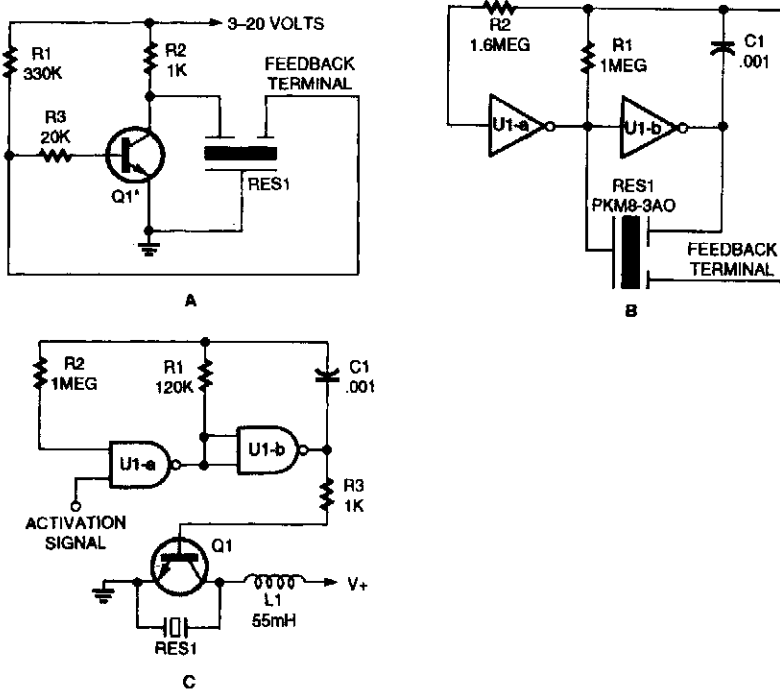 3–20 VOLTS
R1
330K
R2
1K
FEEDBACK
TERMINAL
R3
20K
Q1*
RES1
A
R2
1.6MEG
R1
1MEG
C1
.001
U1-a
U1-b
RES1
PKM8-3AO
FEEDBACK
TERMINAL
B
R2
1MEG
R1
120K
C1
.001
U1-a
U1-b
R3
1K
ACTIVATION
SIGNAL
Q1
V+
L1
55mH
RES1
C